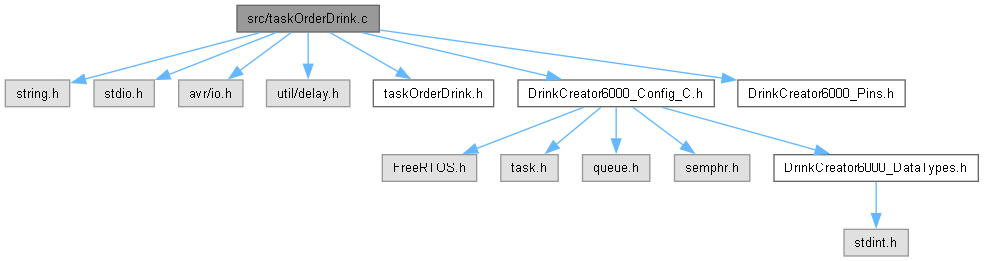 src/taskOrderDrink.c
string.h
stdio.h
avr/io.h
util/delay.h
taskOrderDrink.h
DrinkCreator6000_Config_C.h
DrinkCreator6000_Pins.h
FreeRTOS.h
task.h
queue.h
semphr.h
DrinkCreator6000_DataTypes.h
stdint.h